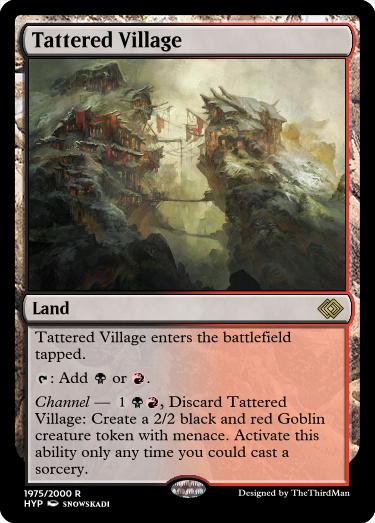 Tattered Village
Land
Tattered Village enters the battlefield
tapped.
: Add or .
Channel — 1 , Discard Tattered
Village: Create a 2/2 black and red Goblin
creature token with menace. Activate this
ability only any time you could cast a
sorcery.
1975/2000 R
HYP SNOWSKADI
Designed by TheThirdMan